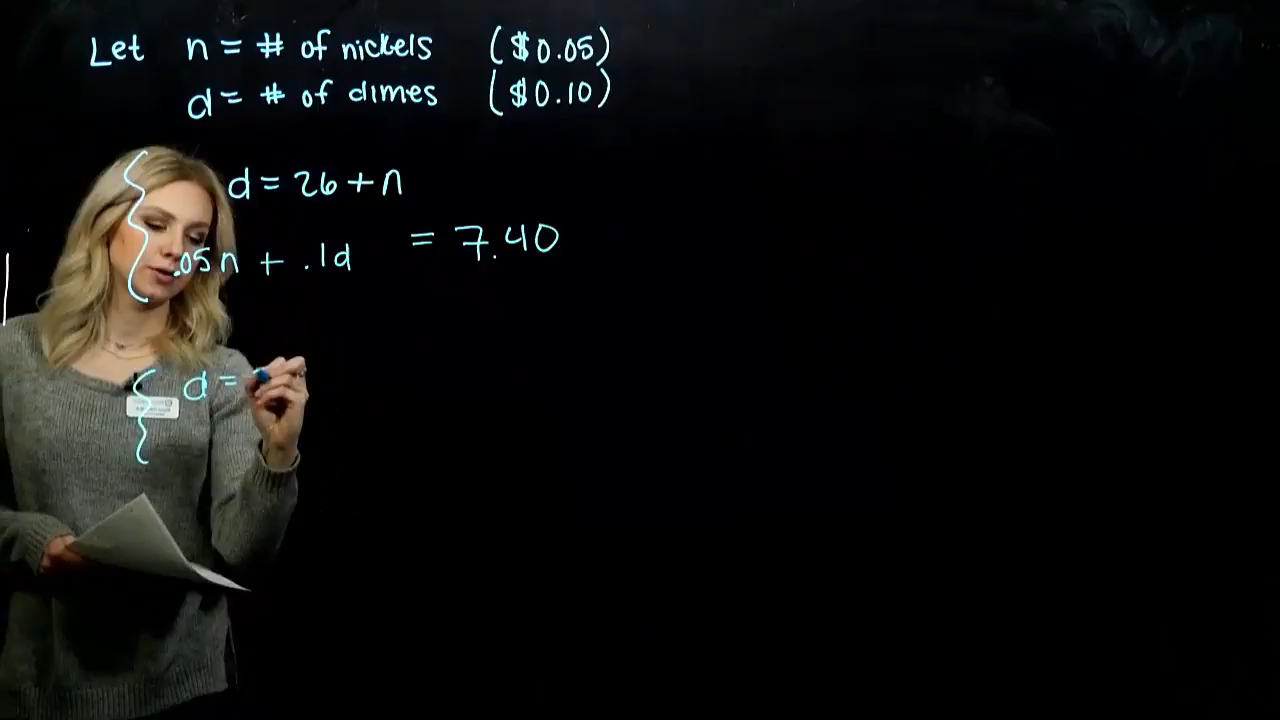 Let n = # of nickels ($0.05)
d = # of dimes ($0.10)
d = 26 + n
.05n + .1d = 7.40
d =